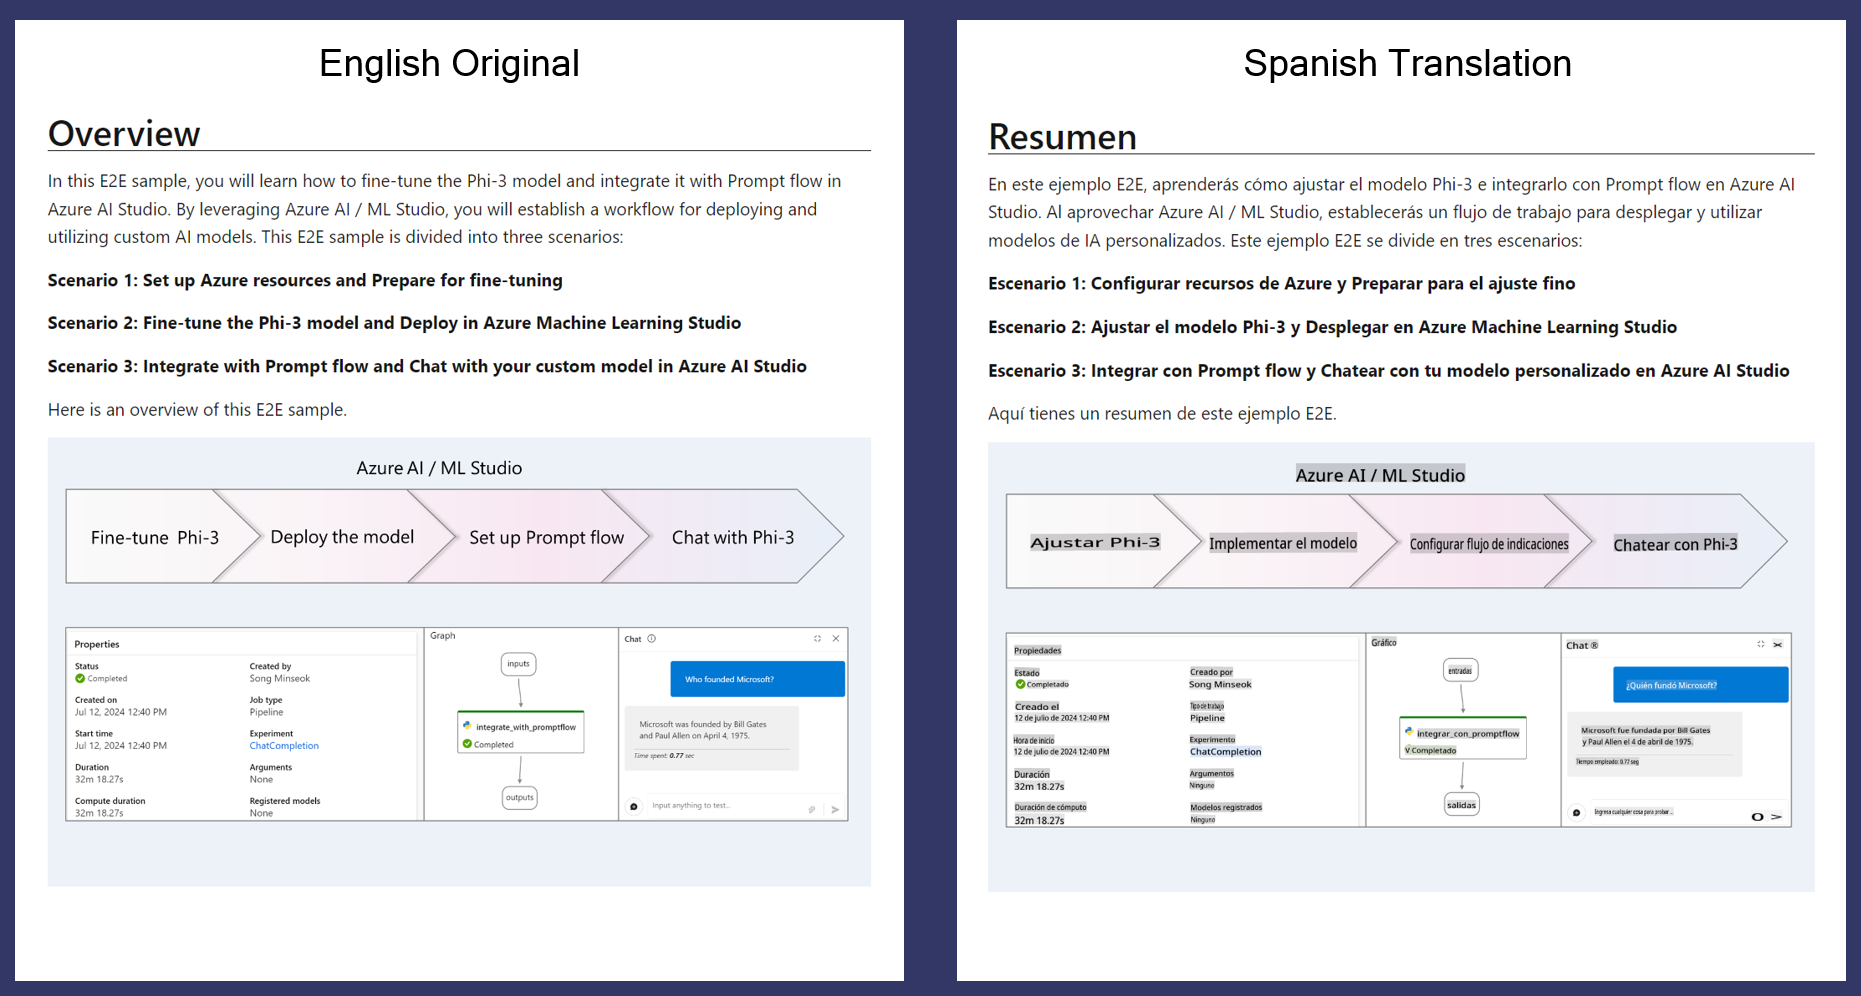 English Original
Overview
In this E2E sample, you will learn how to fine-tune the Phi-3 model and integrate it with Prompt flow in
Azure AI Studio. By leveraging Azure AI / ML Studio, you will establish a workflow for deploying and
utilizing custom AI models. This E2E sample is divided into three scenarios:
Scenario 1: Set up Azure resources and Prepare for fine-tuning
Scenario 2: Fine-tune the Phi-3 model and Deploy in Azure Machine Learning Studio
Scenario 3: Integrate with Prompt flow and Chat with your custom model in Azure AI Studio
Here is an overview of this E2E sample.
Azure AI / ML Studio
Fine-tune Phi-3
Deploy the model
Set up Prompt flow
Chat with Phi-3
Properties
Status
Completed
Created on
Jul 12, 2024 12:40 PM
Start time
Jul 12, 2024 12:40 PM
Duration
32m 18.27s
Compute duration
32m 18.27s
Created by
Song Minseok
Job type
Pipeline
Experiment
ChatCompletion
Arguments
None
Registered models
None
Graph
inputs
integrate_with_promptflow
Completed
outputs
Chat
Who founded Microsoft?
Microsoft was founded by Bill Gates
and Paul Allen on April 4, 1975.
Time spent: 0.77 sec
Input anything to test...
Spanish Translation
Resumen
En este ejemplo E2E, aprenderás cómo ajustar el modelo Phi-3 e integrarlo con Prompt flow en Azure AI
Studio. Al aprovechar Azure AI / ML Studio, establecerás un flujo de trabajo para desplegar y utilizar
modelos de IA personalizados. Este ejemplo E2E se divide en tres escenarios:
Escenario 1: Configurar recursos de Azure y Preparar para el ajuste fino
Escenario 2: Ajustar el modelo Phi-3 y Desplegar en Azure Machine Learning Studio
Escenario 3: Integrar con Prompt flow y Chatear con tu modelo personalizado en Azure AI Studio
Aquí tienes un resumen de este ejemplo E2E.
Azure AI / ML Studio
Ajustar Phi-3
Implementar el modelo
Configurar flujo de indicaciones
Chatear con Phi-3
Propiedades
Estado
Completado
Creado el
12 de julio de 2024 12:40 PM
Hora de inicio
12 de julio de 2024 12:40 PM
Duración
32m 18.27s
Duración de cómputo
32m 18.27s
Creado por
Song Minseok
Tipo de trabajo
Pipeline
Experimento
ChatCompletion
Argumentos
Ninguno
Modelos registrados
Ninguno
Gráfico
entradas
integrar_con_promptflow
V Completado
salidas
Chat ®
¿Quién fundó Microsoft?
Microsoft fue fundada por Bill Gates
y Paul Allen el 4 de abril de 1975.
Tiempo empleado: 0.77 seg
Ingresa cualquier cosa para probar ...
O >